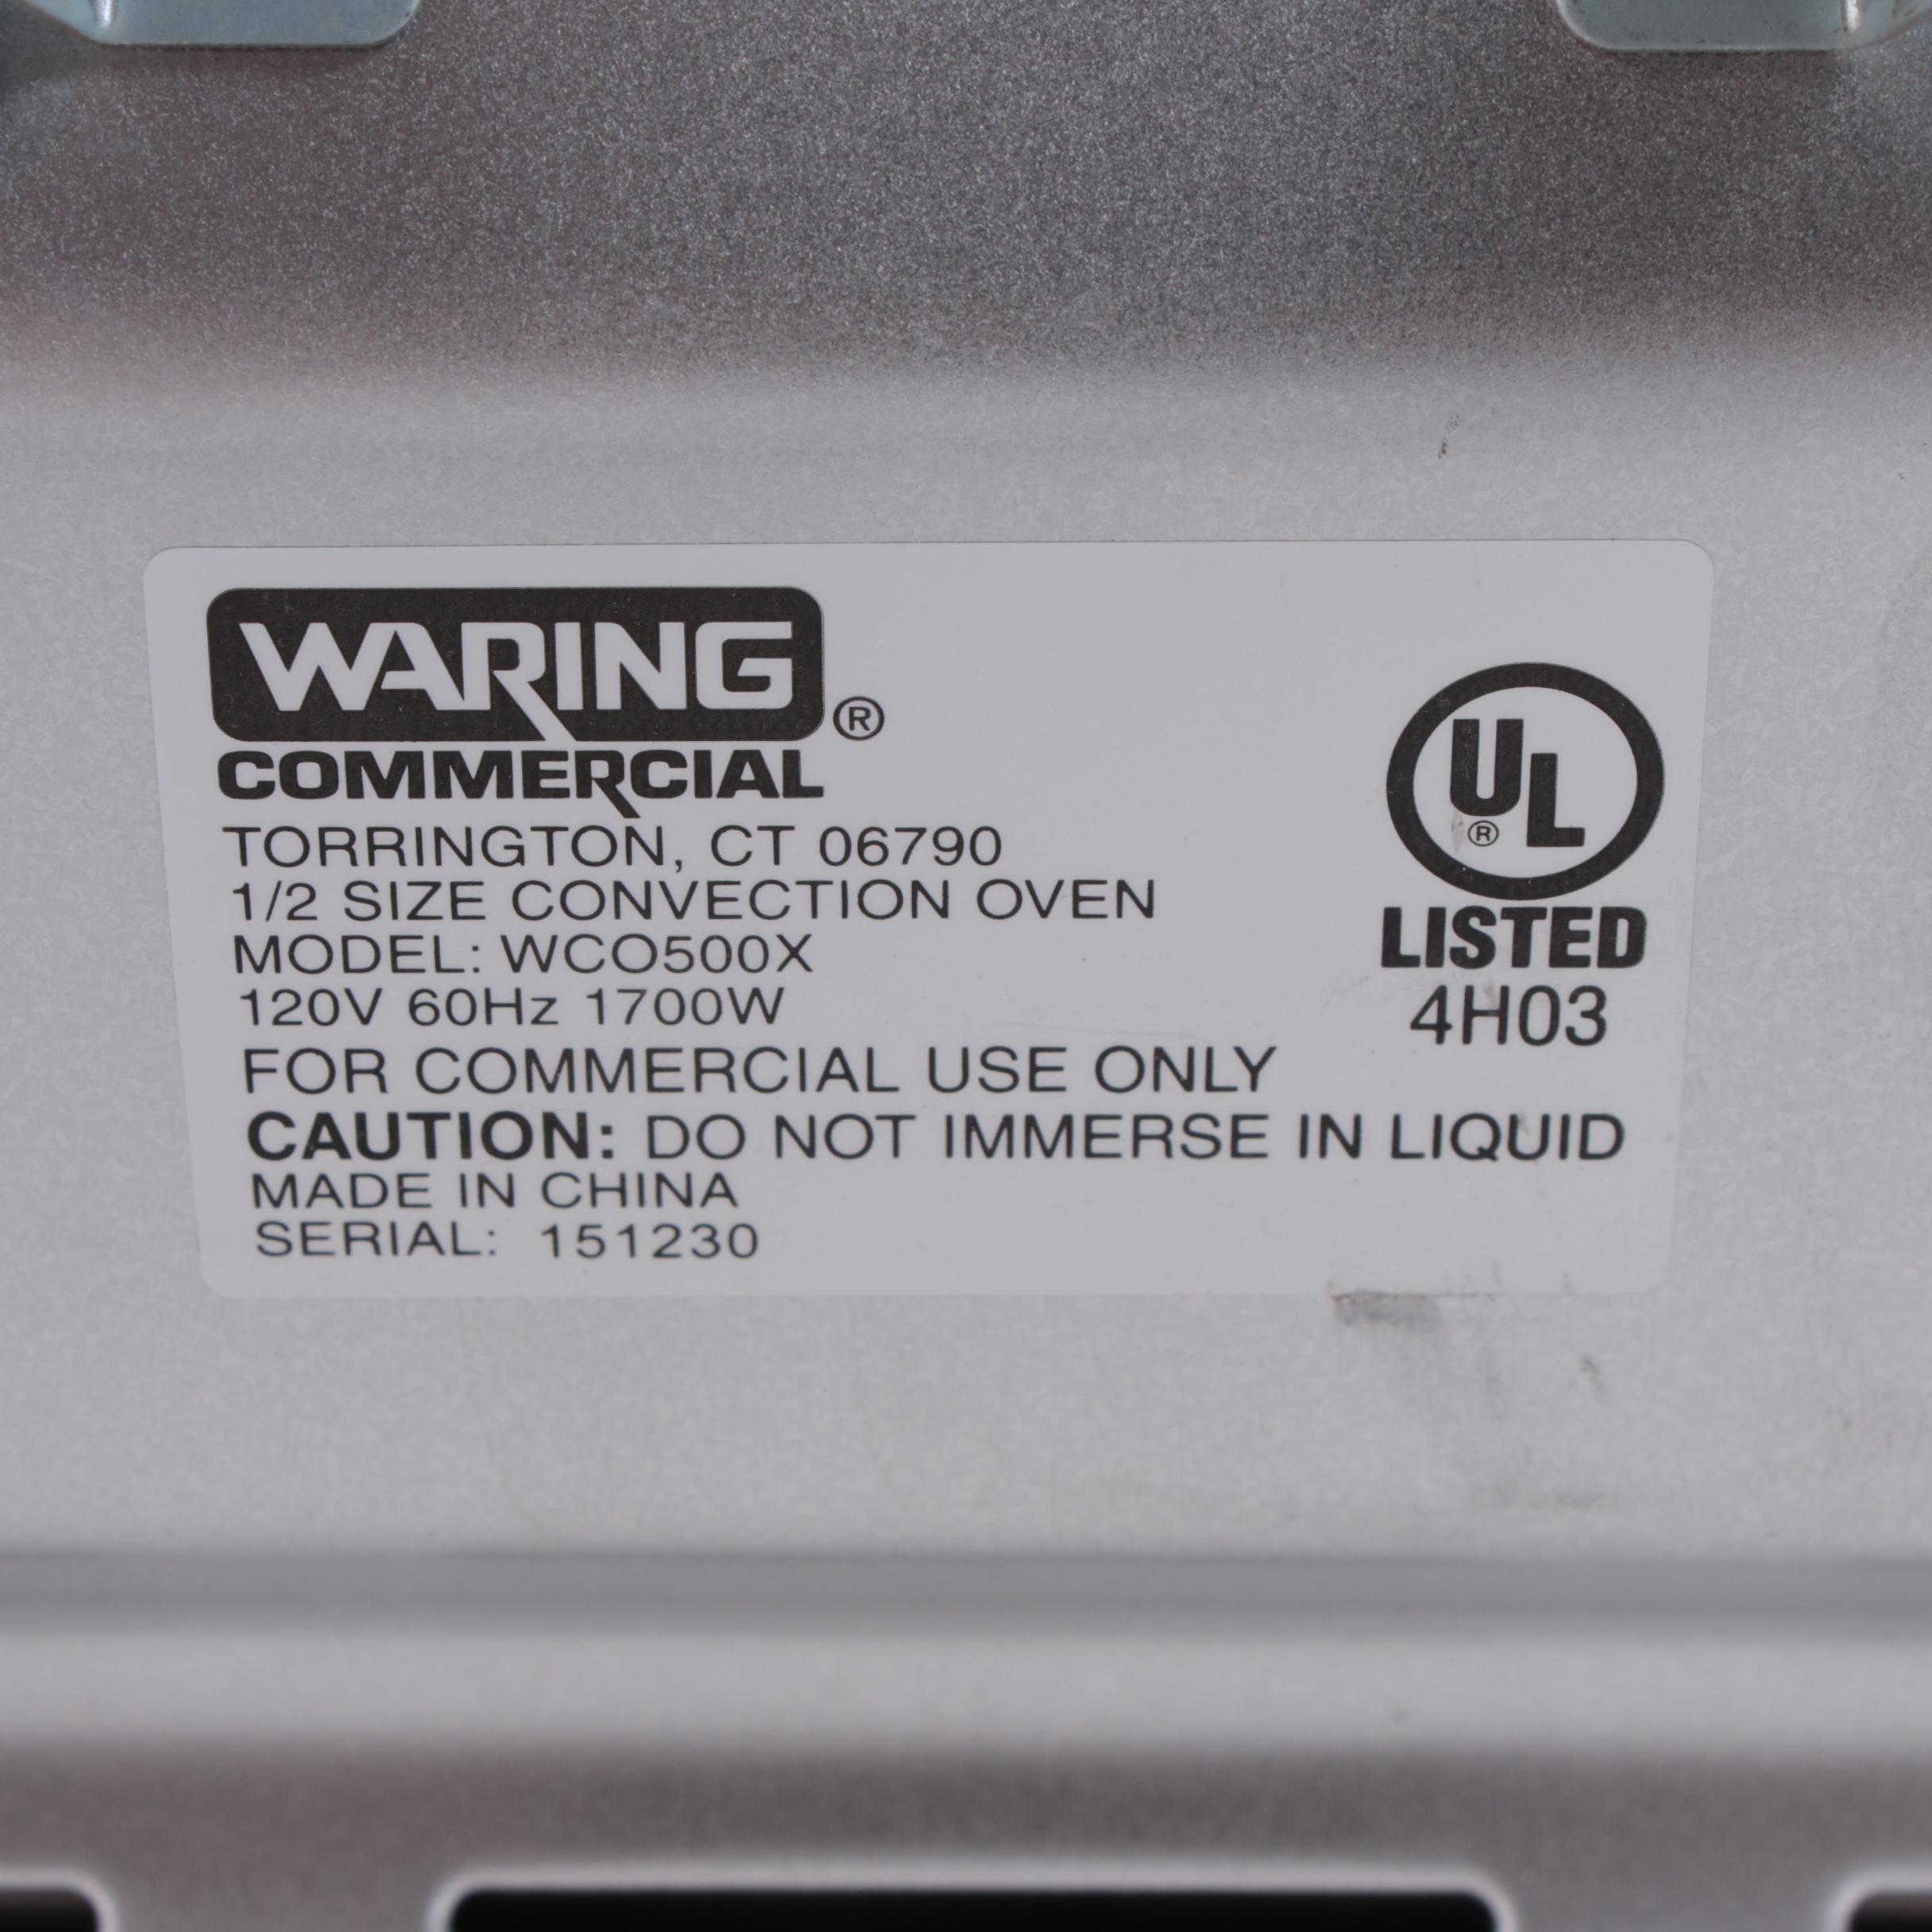 WARING®
COMMERCIAL
TORRINGTON, CT 06790
1/2 SIZE CONVECTION OVEN
MODEL: WCO500X
120V 60Hz 1700W
FOR COMMERCIAL USE ONLY
CAUTION: DO NOT IMMERSE IN LIQUID
MADE IN CHINA
SERIAL: 151230
UL®
LISTED
4H03